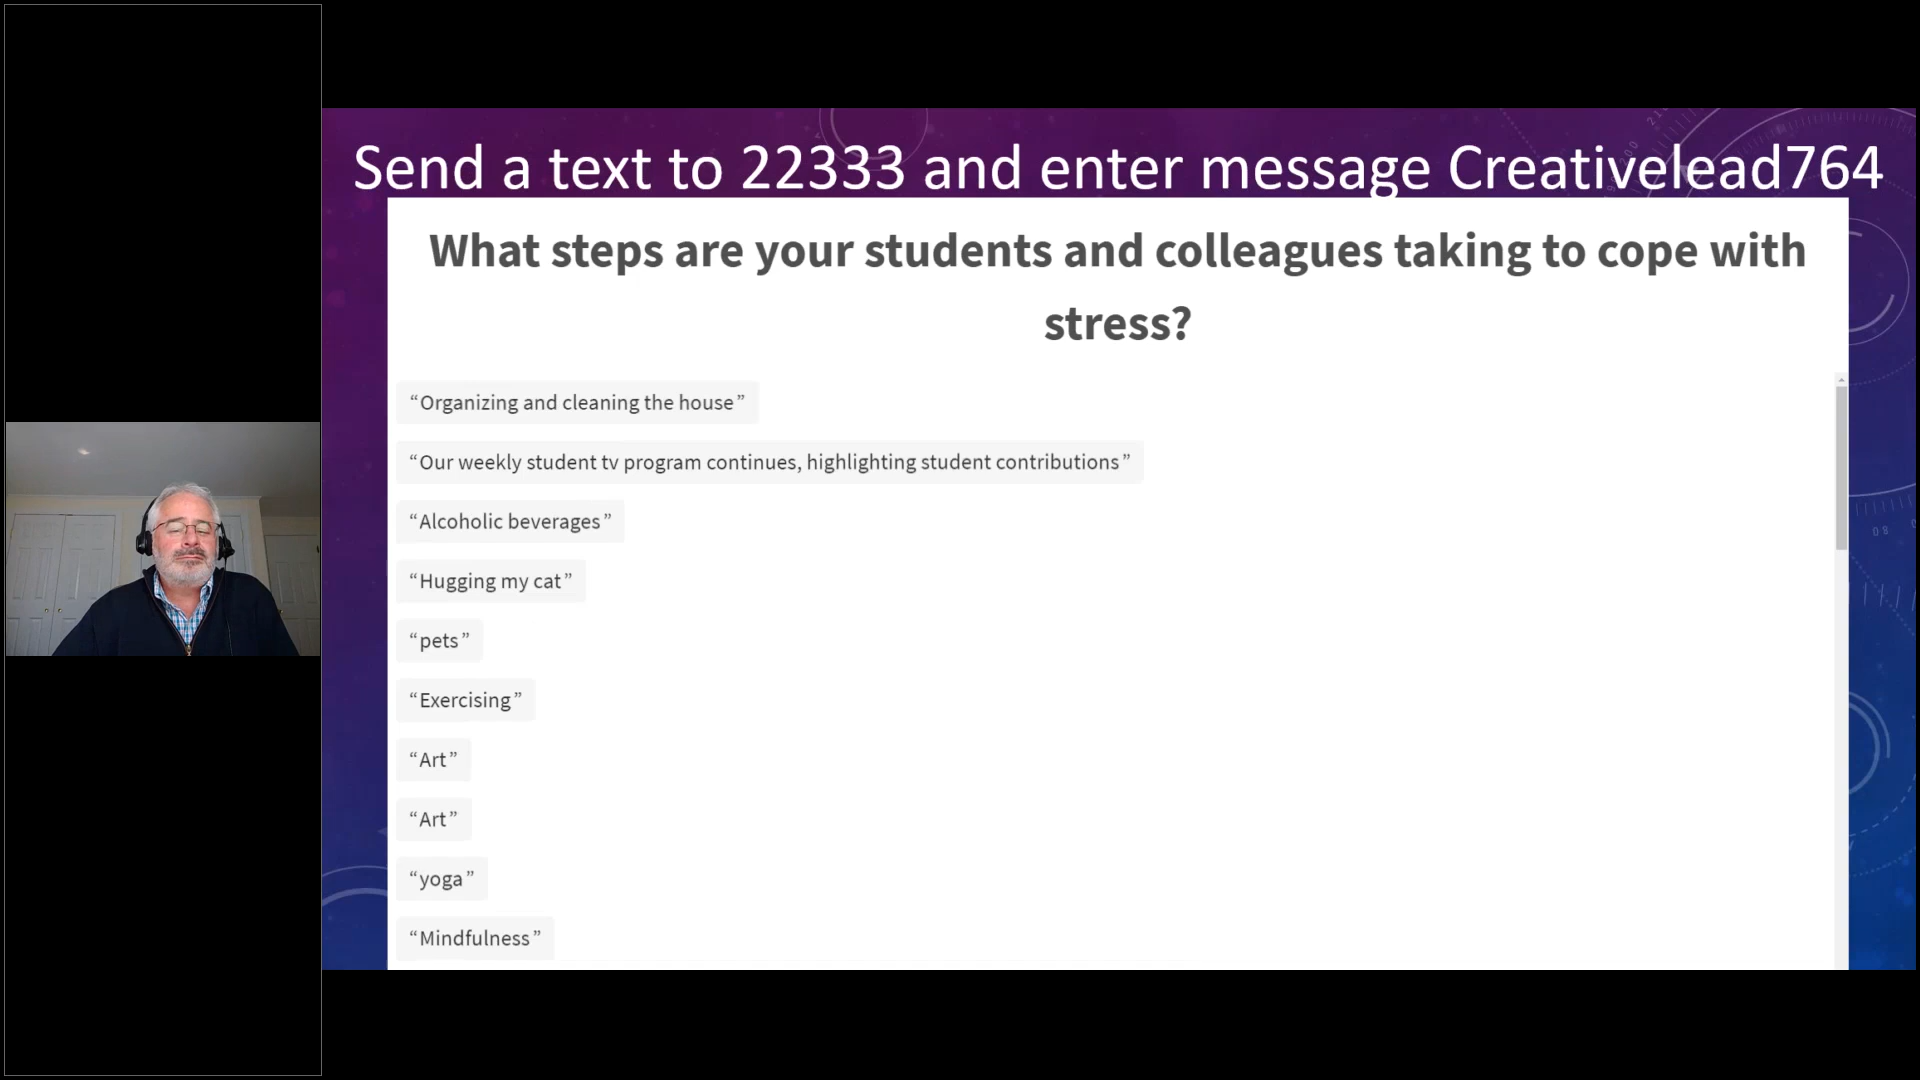 Send a text to 22333 and enter message Creativelead764
What steps are your students and colleagues taking to cope with
stress?
“Organizing and cleaning the house”
“Our weekly student tv program continues, highlighting student contributions”
“Alcoholic beverages”
“Hugging my cat”
“pets”
“Exercising”
“Art”
“Art”
“yoga”
“Mindfulness”